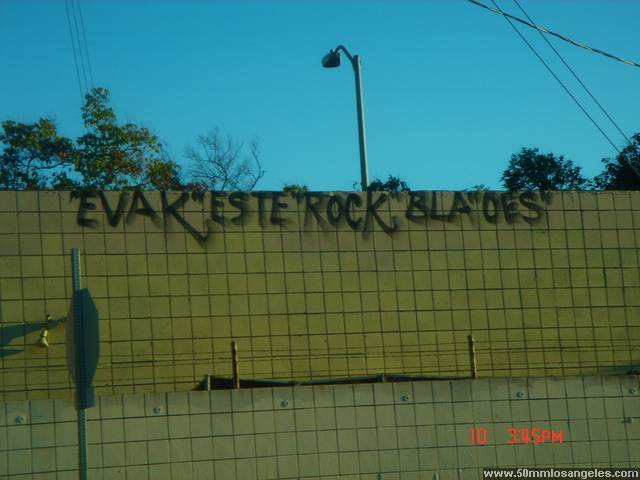 "EVAK" "ESTE" "ROCK" BLA" "OES"
10 3:45PM
www.50mmlosangeles.com